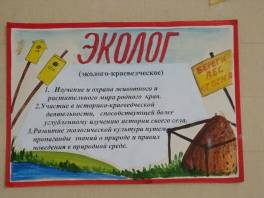 ЭКОЛОГ
(эколого-краеведческое)
1. Изучение и охрана животного и
растительного мира родного края.
2.Участие в историко-краеведческой
деятельности, способствующей более
углубленному изучению истории своего села.
3.Развитие экологической культуры путем
пропаганды знаний о природе и правил
поведения в природной среде.
БЕРЕГИ
ЛЕС
ОТ ОГНЯ